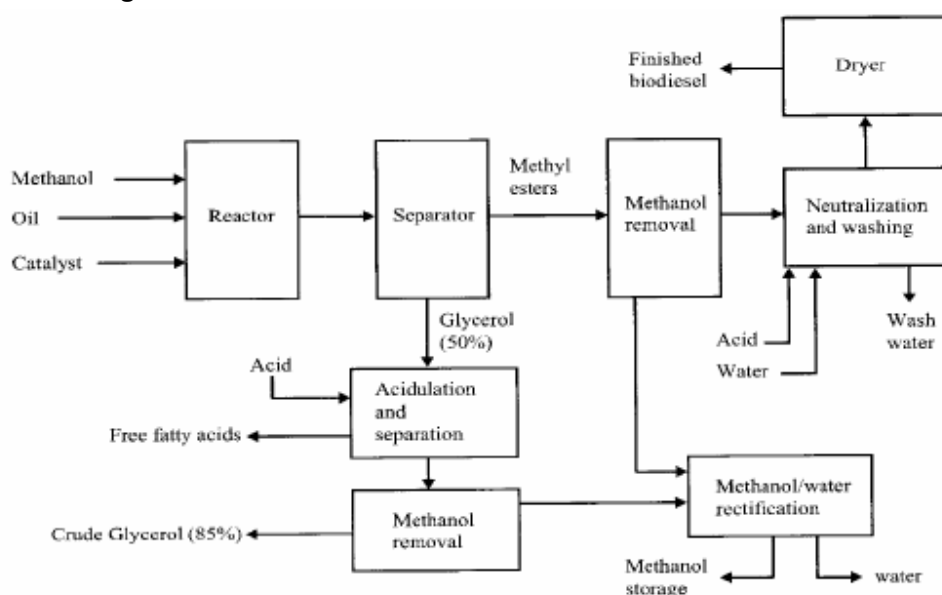 Finished
biodiesel
Dryer
Methanol
Oil
Catalyst
Reactor
Separator
Methyl
esters
Methanol
removal
Neutralization
and washing
Glycerol
(50%)
Acid
Water
Wash
water
Acid
Acidulation
and
separation
Free fatty acids
Methanol
removal
Crude Glycerol (85%)
Methanol/water
rectification
Methanol
storage
water